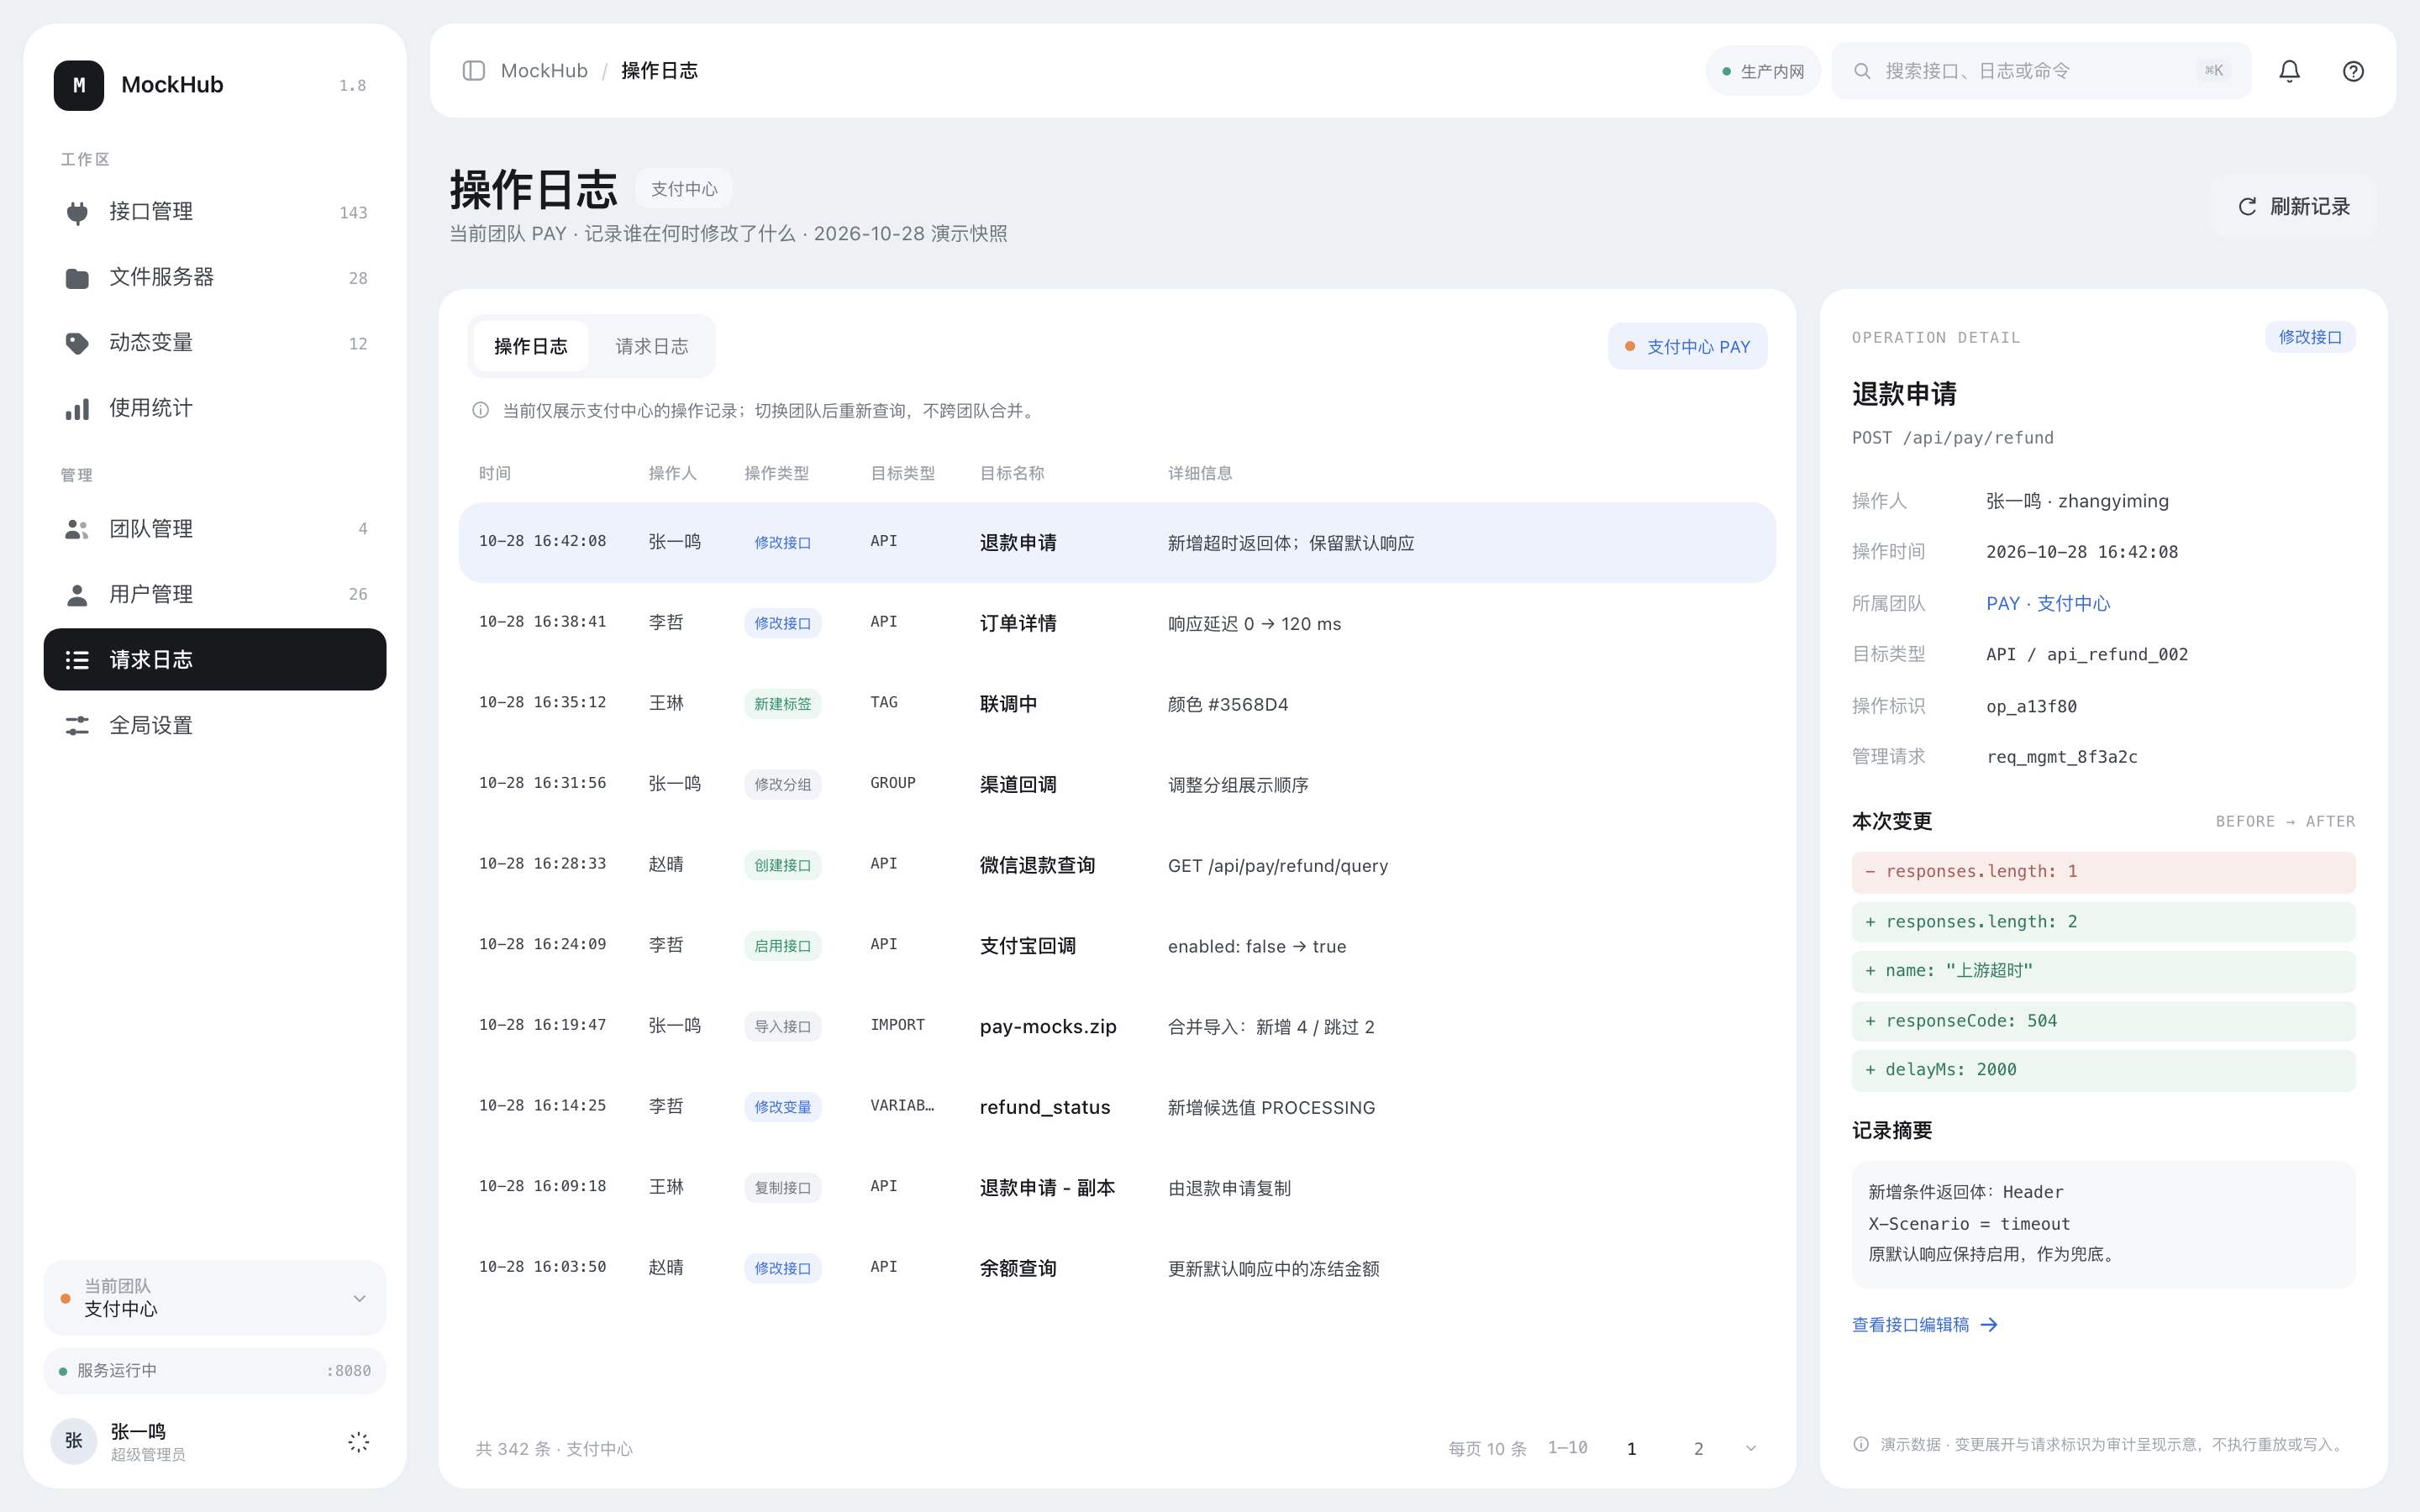 M MockHub 1.8
工作区
接口管理 143
文件服务器 28
动态变量 12
使用统计
管理
团队管理 4
用户管理 26
请求日志
全局设置
当前团队
支付中心
服务运行中 :8080
张 张一鸣
超级管理员
MockHub / 操作日志
生产内网
搜索接口、日志或命令 ⌘K
操作日志 支付中心
当前团队 PAY · 记录谁在何时修改了什么 · 2026-10-28 演示快照
刷新记录
操作日志 请求日志 支付中心 PAY
当前仅展示支付中心的操作记录；切换团队后重新查询，不跨团队合并。
时间 操作人 操作类型 目标类型 目标名称 详细信息
10-28 16:42:08 张一鸣 修改接口 API 退款申请 新增超时返回体；保留默认响应
10-28 16:38:41 李哲 修改接口 API 订单详情 响应延迟 0 → 120 ms
10-28 16:35:12 王琳 新建标签 TAG 联调中 颜色 #3568D4
10-28 16:31:56 张一鸣 修改分组 GROUP 渠道回调 调整分组展示顺序
10-28 16:28:33 赵晴 创建接口 API 微信退款查询 GET /api/pay/refund/query
10-28 16:24:09 李哲 启用接口 API 支付宝回调 enabled: false → true
10-28 16:19:47 张一鸣 导入接口 IMPORT pay-mocks.zip 合并导入：新增 4 / 跳过 2
10-28 16:14:25 李哲 修改变量 VARIAB… refund_status 新增候选值 PROCESSING
10-28 16:09:18 王琳 复制接口 API 退款申请 - 副本 由退款申请复制
10-28 16:03:50 赵晴 修改接口 API 余额查询 更新默认响应中的冻结金额
共 342 条 · 支付中心 每页 10 条 1–10 1 2
OPERATION DETAIL 修改接口
退款申请
POST /api/pay/refund
操作人 张一鸣 · zhangyiming
操作时间 2026-10-28 16:42:08
所属团队 PAY · 支付中心
目标类型 API / api_refund_002
操作标识 op_a13f80
管理请求 req_mgmt_8f3a2c
本次变更 BEFORE → AFTER
− responses.length: 1
+ responses.length: 2
+ name: "上游超时"
+ responseCode: 504
+ delayMs: 2000
记录摘要
新增条件返回体：Header
X-Scenario = timeout
原默认响应保持启用，作为兜底。
查看接口编辑稿 →
演示数据 · 变更展开与请求标识为审计呈现示意，不执行重放或写入。